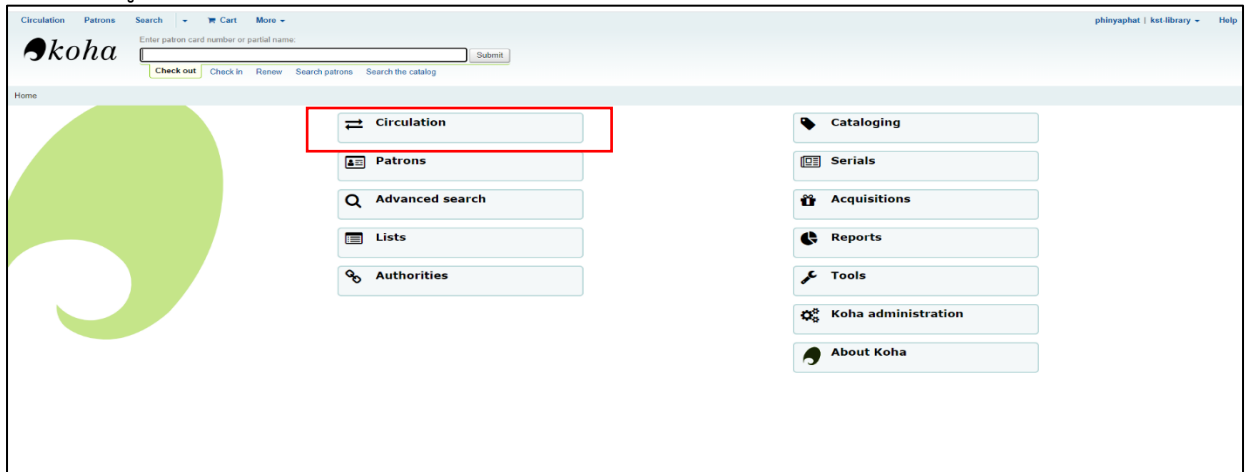 Circulation Patrons Search Cart More phinyaphat | kst-library Help
koha
Enter patron card number or partial name:
Submit
Check out Check in Renew Search patrons Search the catalog
Home
Circulation Cataloging
Patrons Serials
Advanced search Acquisitions
Lists Reports
Authorities Tools
Koha administration
About Koha